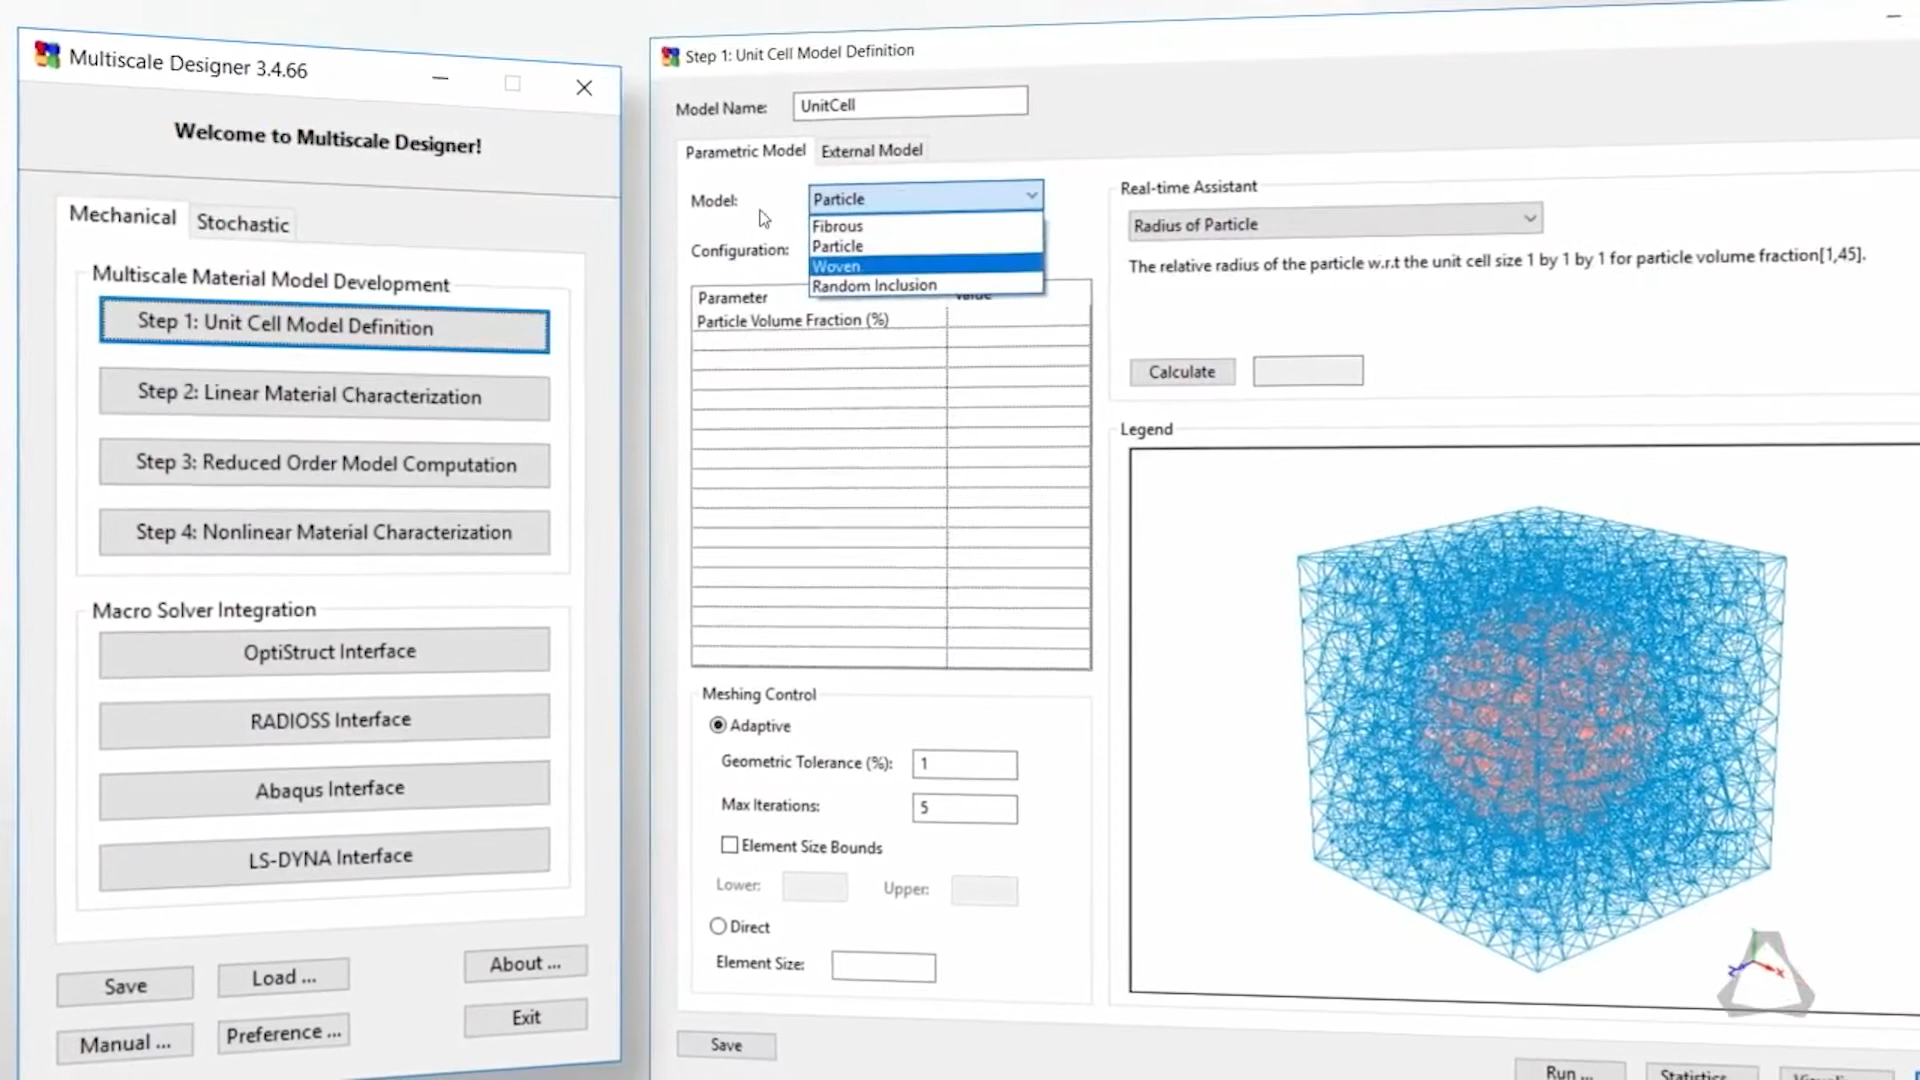 Multiscale Designer 3.4.66
Welcome to Multiscale Designer!
Mechanical
Stochastic
Multiscale Material Model Development
Step 1: Unit Cell Model Definition
Step 2: Linear Material Characterization
Step 3: Reduced Order Model Computation
Step 4: Nonlinear Material Characterization
Macro Solver Integration
OptiStruct Interface
RADIOSS Interface
Abaqus Interface
LS-DYNA Interface
Save
Load ...
About ...
Manual ...
Preference ...
Exit
Step 1: Unit Cell Model Definition
Model Name:
UnitCell
Parametric Model
External Model
Model:
Particle
Fibrous
Particle
Woven
Random Inclusion
Configuration:
Parameter
Value
Particle Volume Fraction (%)
Meshing Control
Adaptive
Geometric Tolerance (%):
1
Max Iterations:
5
Element Size Bounds
Lower:
Upper:
Direct
Element Size:
Save
Real-time Assistant
Radius of Particle
The relative radius of the particle w.r.t the unit cell size 1 by 1 by 1 for particle volume fraction[1,45].
Calculate
Legend
Z
X
Run ...
Statistics